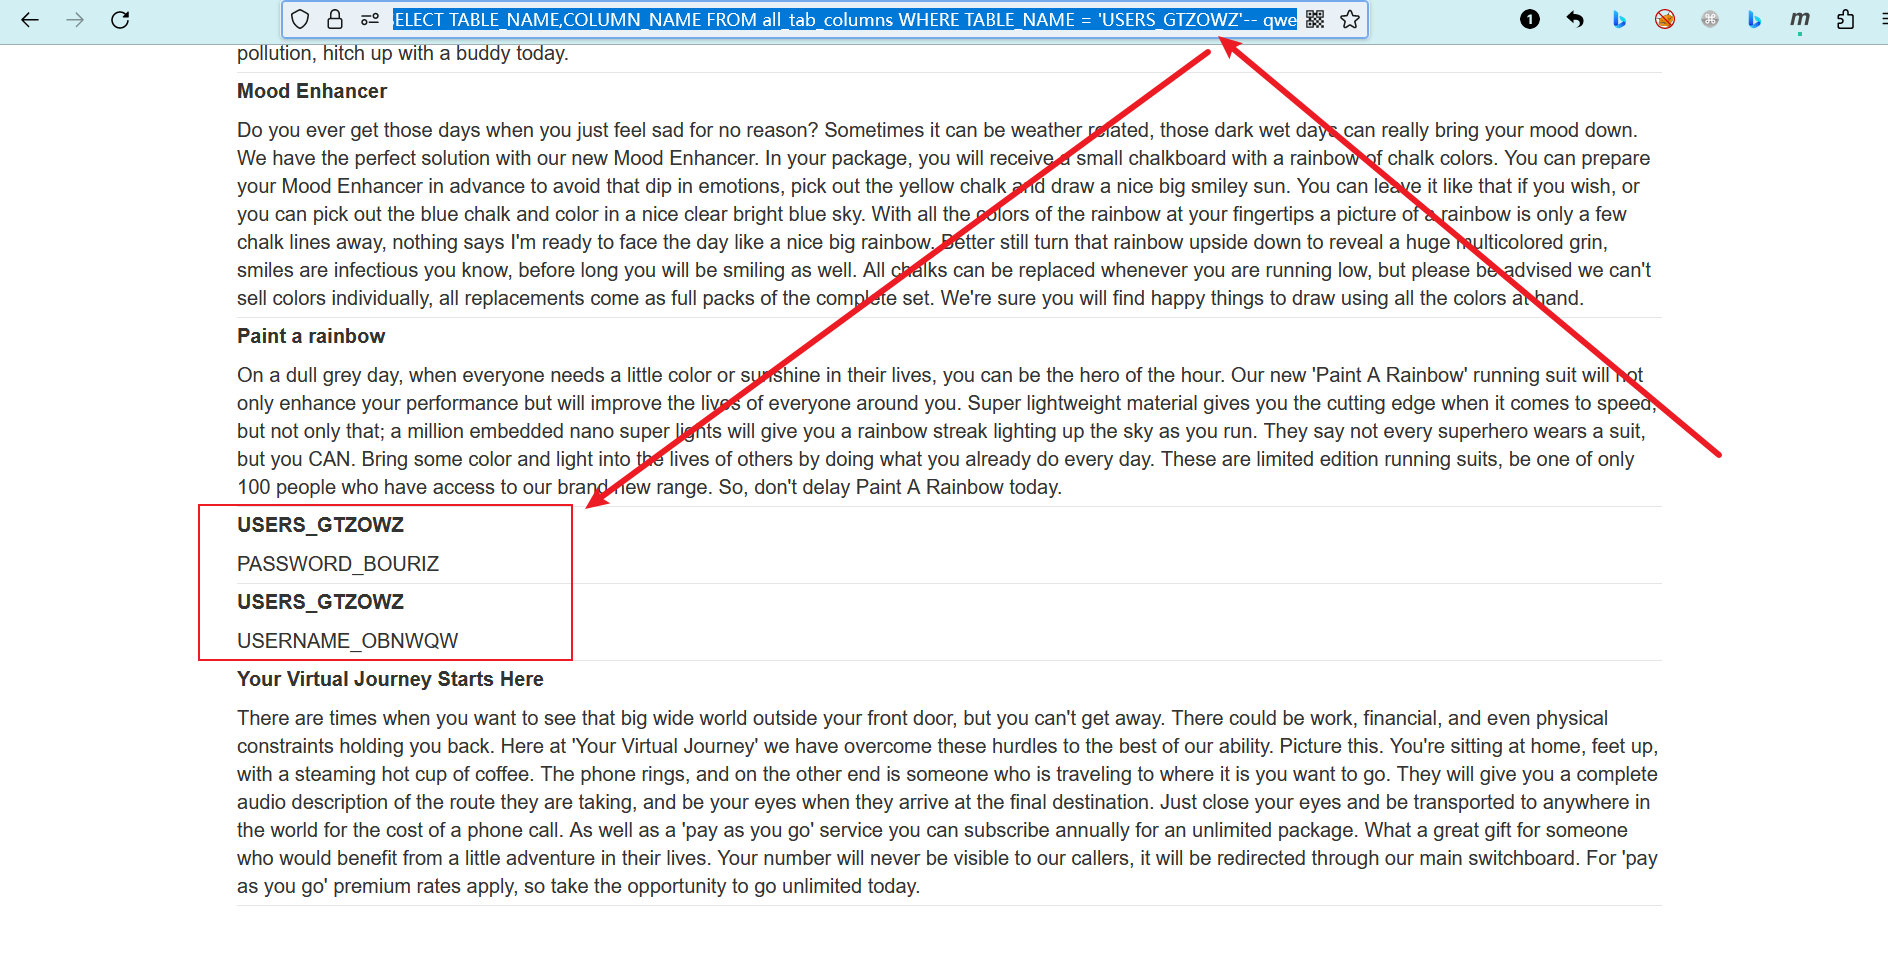 ELECT TABLE_NAME,COLUMN_NAME FROM all_tab_columns WHERE TABLE_NAME = 'USERS_GTZOWZ'-- qwe
1
m
pollution, hitch up with a buddy today.
Mood Enhancer
Do you ever get those days when you just feel sad for no reason? Sometimes it can be weather related, those dark wet days can really bring your mood down.
We have the perfect solution with our new Mood Enhancer. In your package, you will receive a small chalkboard with a rainbow of chalk colors. You can prepare
your Mood Enhancer in advance to avoid that dip in emotions, pick out the yellow chalk and draw a nice big smiley sun. You can leave it like that if you wish, or
you can pick out the blue chalk and color in a nice clear bright blue sky. With all the colors of the rainbow at your fingertips a picture of a rainbow is only a few
chalk lines away, nothing says I'm ready to face the day like a nice big rainbow. Better still turn that rainbow upside down to reveal a huge multicolored grin,
smiles are infectious you know, before long you will be smiling as well. All chalks can be replaced whenever you are running low, but please be advised we can't
sell colors individually, all replacements come as full packs of the complete set. We're sure you will find happy things to draw using all the colors at hand.
Paint a rainbow
On a dull grey day, when everyone needs a little color or sunshine in their lives, you can be the hero of the hour. Our new 'Paint A Rainbow' running suit will not
only enhance your performance but will improve the lives of everyone around you. Super lightweight material gives you the cutting edge when it comes to speed,
but not only that; a million embedded nano super lights will give you a rainbow streak lighting up the sky as you run. They say not every superhero wears a suit,
but you CAN. Bring some color and light into the lives of others by doing what you already do every day. These are limited edition running suits, be one of only
100 people who have access to our brand new range. So, don't delay Paint A Rainbow today.
USERS_GTZOWZ
PASSWORD_BOURIZ
USERS_GTZOWZ
USERNAME_OBNWQW
Your Virtual Journey Starts Here
There are times when you want to see that big wide world outside your front door, but you can't get away. There could be work, financial, and even physical
constraints holding you back. Here at 'Your Virtual Journey' we have overcome these hurdles to the best of our ability. Picture this. You're sitting at home, feet up,
with a steaming hot cup of coffee. The phone rings, and on the other end is someone who is traveling to where it is you want to go. They will give you a complete
audio description of the route they are taking, and be your eyes when they arrive at the final destination. Just close your eyes and be transported to anywhere in
the world for the cost of a phone call. As well as a 'pay as you go' service you can subscribe annually for an unlimited package. What a great gift for someone
who would benefit from a little adventure in their lives. Your number will never be visible to our callers, it will be redirected through our main switchboard. For 'pay
as you go' premium rates apply, so take the opportunity to go unlimited today.